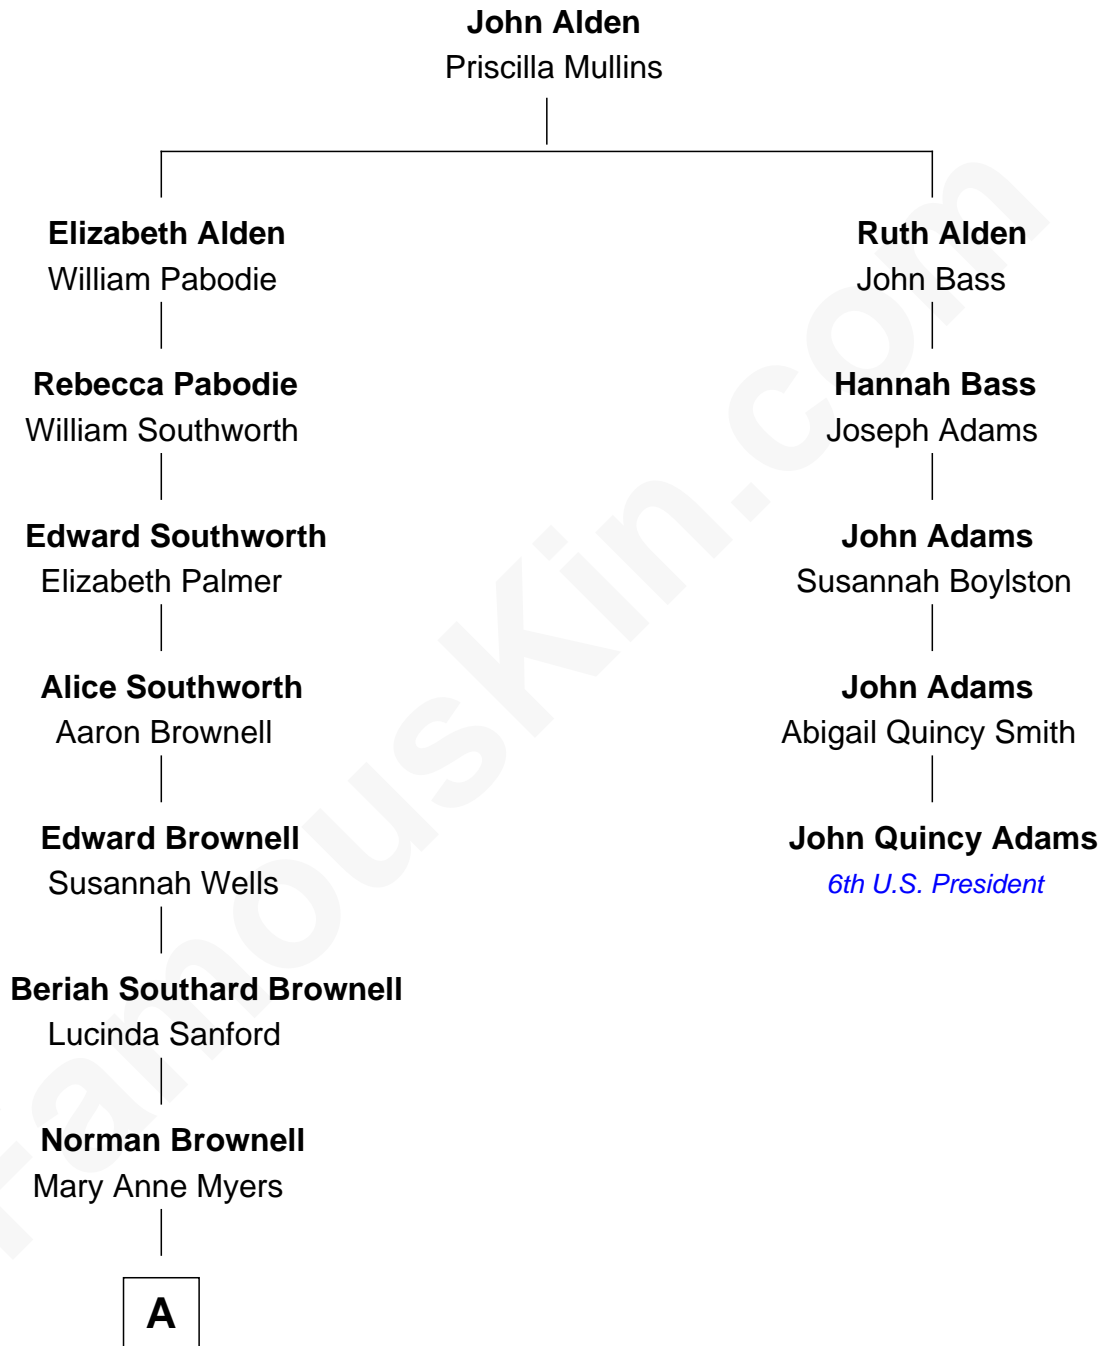 John Alden
Priscilla Mullins
Elizabeth Alden
William Pabodie
Ruth Alden
John Bass
Rebecca Pabodie
William Southworth
Hannah Bass
Joseph Adams
Edward Southworth
Elizabeth Palmer
John Adams
Susannah Boylston
Alice Southworth
Aaron Brownell
John Adams
Abigail Quincy Smith
Edward Brownell
Susannah Wells
John Quincy Adams
6th U.S. President
Beriah Southard Brownell
Lucinda Sanford
Norman Brownell
Mary Anne Myers
A
FamousKin.com